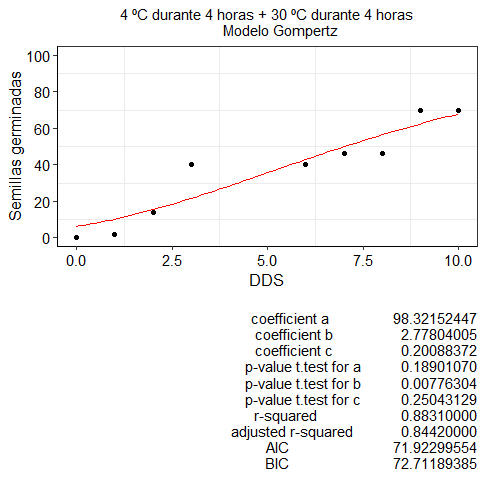 4 ºC durante 4 horas + 30 ºC durante 4 horas
Modelo Gompertz
Semillas germinadas
100
80
60
40
20
0
0.0 2.5 5.0 7.5 10.0
DDS
coefficient a 98.32152447
coefficient b 2.77804005
coefficient c 0.20088372
p-value t.test for a 0.18901070
p-value t.test for b 0.00776304
p-value t.test for c 0.25043129
r-squared 0.88310000
adjusted r-squared 0.84420000
AIC 71.92299554
BIC 72.71189385